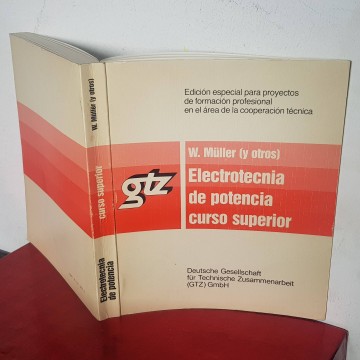 Edición especial para proyectos
de formación profesional
en el área de la cooperación técnica
W. Müller (y otros)
Electrotecnia
de potencia
curso superior
gtz
Deutsche Gesellschaft
für Technische Zusammenarbeit
(GTZ) GmbH
W. Müller (y otros)
curso superior
Electrotecnia
de potencia